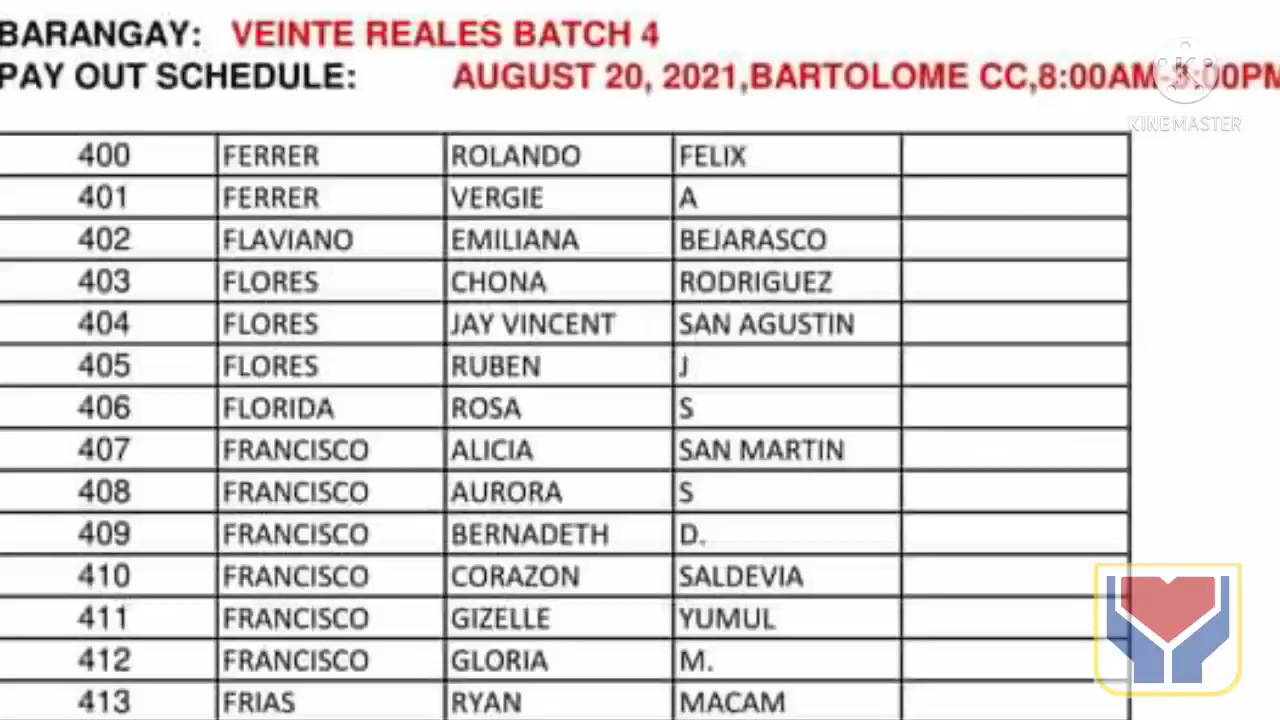 BARANGAY: VEINTE REALES BATCH 4
PAY OUT SCHEDULE: AUGUST 20, 2021,BARTOLOME CC,8:00AM-3:00PM
KINEMASTER
400 FERRER ROLANDO FELIX
401 FERRER VERGIE A
402 FLAVIANO EMILIANA BEJARASCO
403 FLORES CHONA RODRIGUEZ
404 FLORES JAY VINCENT SAN AGUSTIN
405 FLORES RUBEN J
406 FLORIDA ROSA S
407 FRANCISCO ALICIA SAN MARTIN
408 FRANCISCO AURORA S
409 FRANCISCO BERNADETH D.
410 FRANCISCO CORAZON SALDEVIA
411 FRANCISCO GIZELLE YUMUL
412 FRANCISCO GLORIA M.
413 FRIAS RYAN MACAM